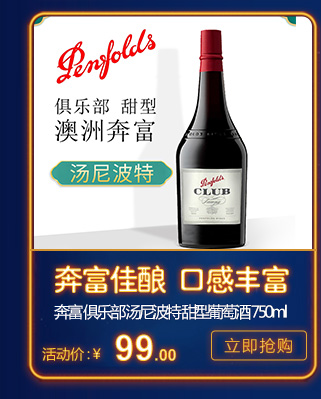 Penfolds
俱乐部 甜型
澳洲奔富
汤尼波特
Penfolds
CLUB
Tawny
奔富佳酿 口感丰富
奔富俱乐部汤尼波特甜型葡萄酒750ml
活动价:¥ 99.00
立即抢购